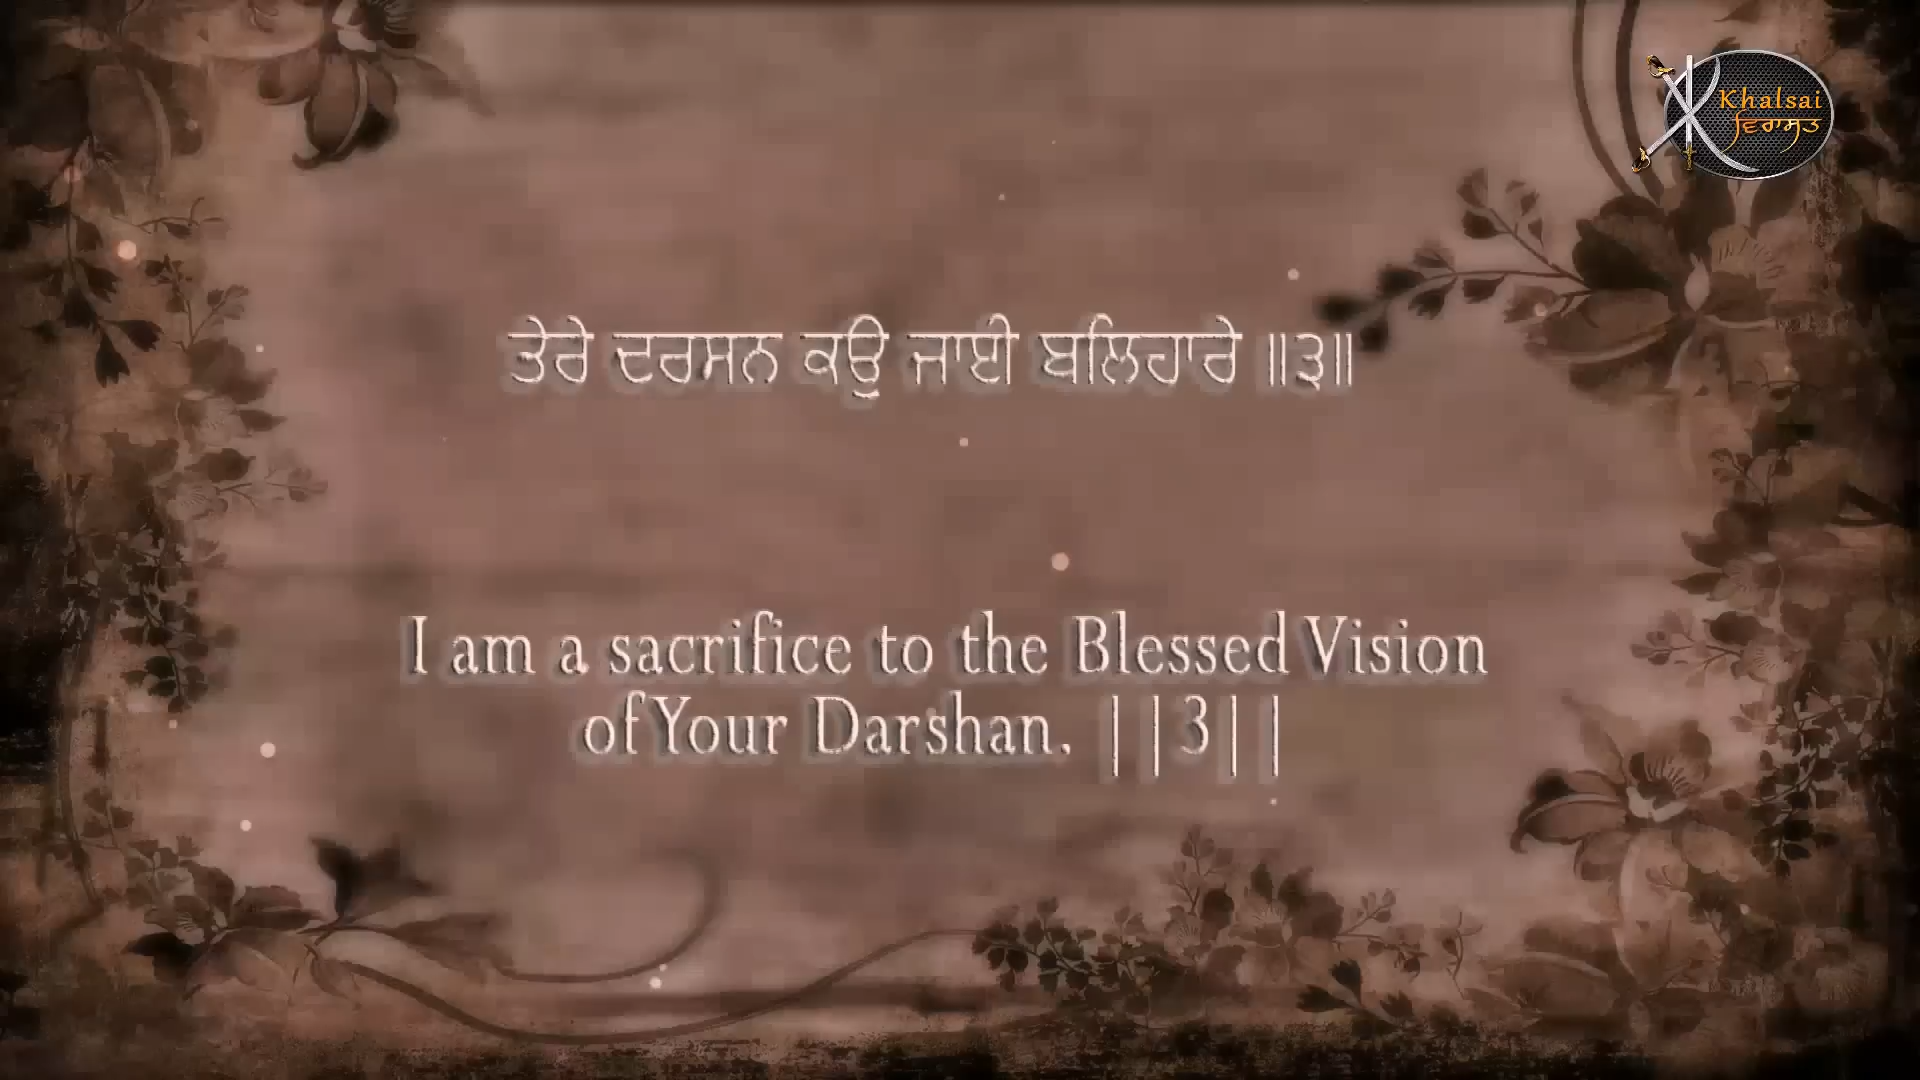 Khalsai
ਵਿਰਾਸਤ
ਤੇਰੇ ਦਰਸਨ ਕਉ ਜਾਈ ਬਲਿਹਾਰੇ ॥੩॥
I am a sacrifice to the Blessed Vision
of Your Darshan. ||3||